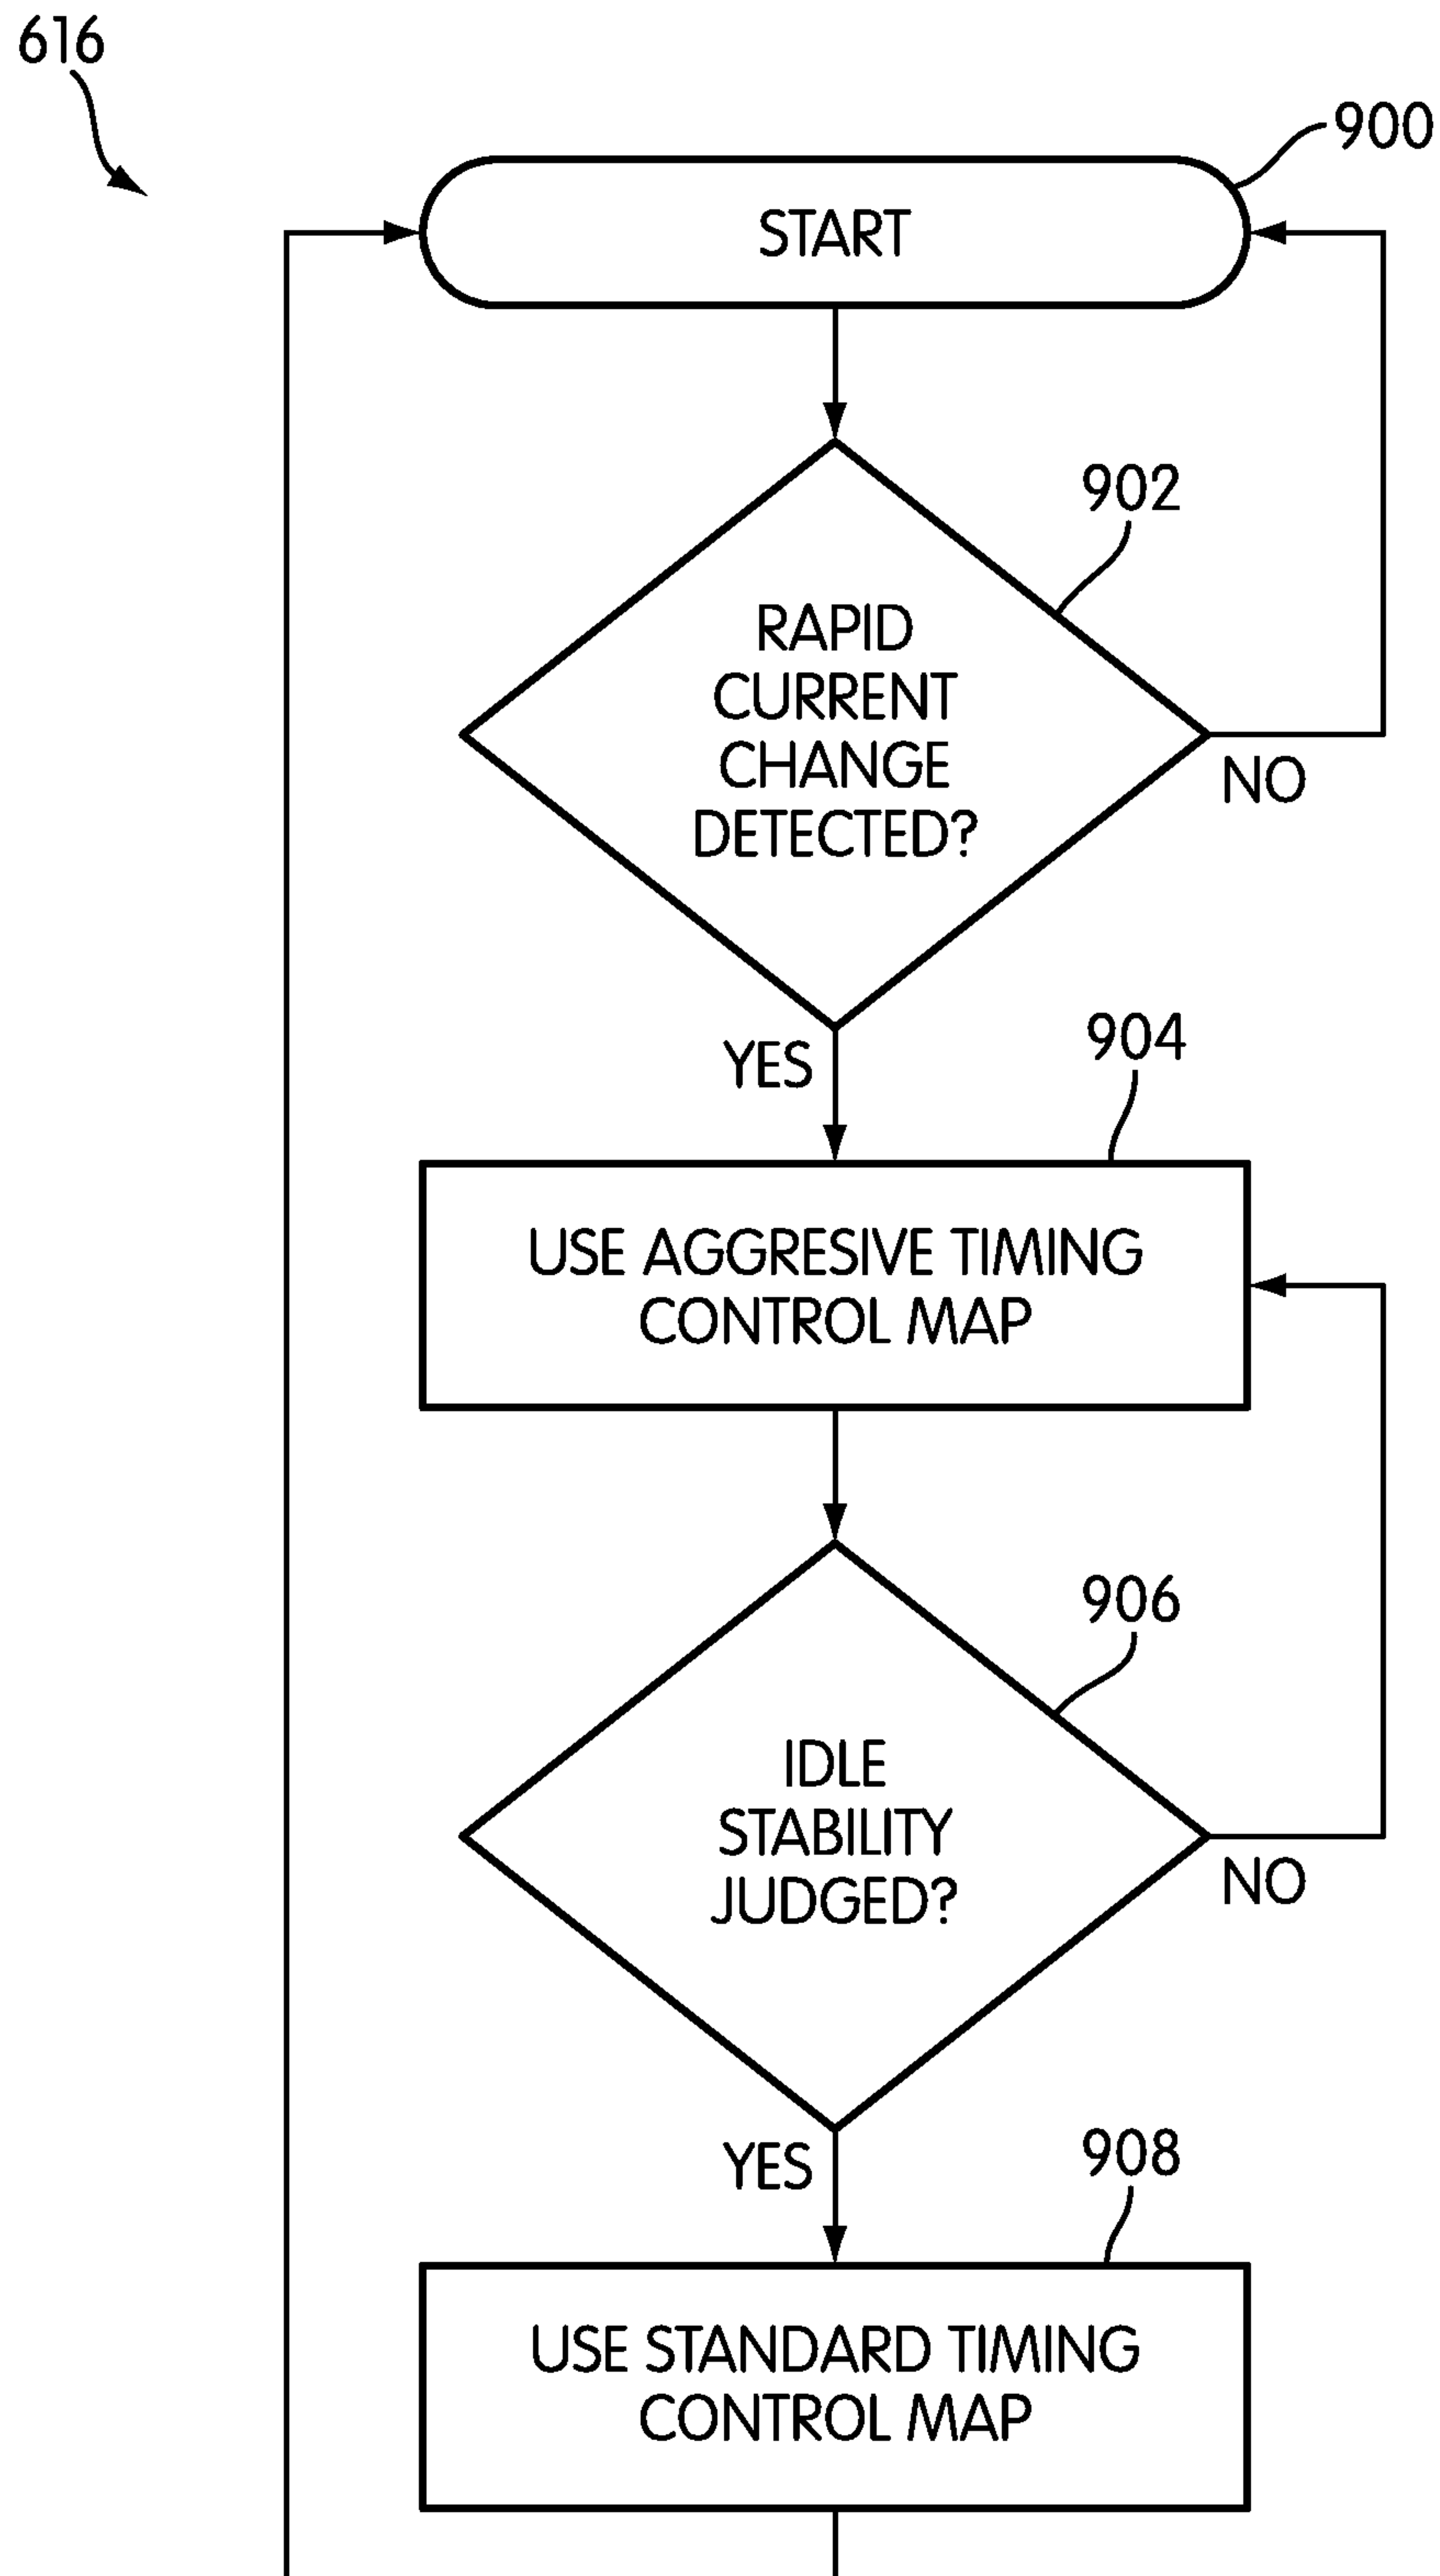 616
900
START
902
RAPID
CURRENT
CHANGE
DETECTED?
NO
YES
904
USE AGGRESIVE TIMING
CONTROL MAP
906
IDLE
STABILITY
JUDGED?
NO
YES
908
USE STANDARD TIMING
CONTROL MAP